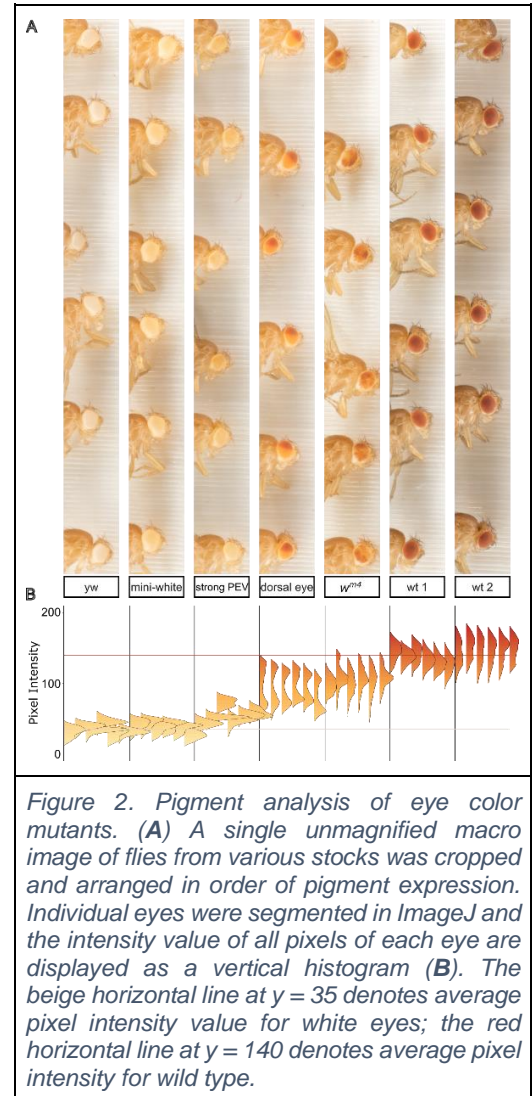 A
yw mini-white strong PEV dorsal eye wm4 wt 1 wt 2
B
200
100
0
Pixel Intensity
Figure 2. Pigment analysis of eye color
mutants. (A) A single unmagnified macro
image of flies from various stocks was cropped
and arranged in order of pigment expression.
Individual eyes were segmented in ImageJ and
the intensity value of all pixels of each eye are
displayed as a vertical histogram (B). The
beige horizontal line at y = 35 denotes average
pixel intensity value for white eyes; the red
horizontal line at y = 140 denotes average pixel
intensity for wild type.